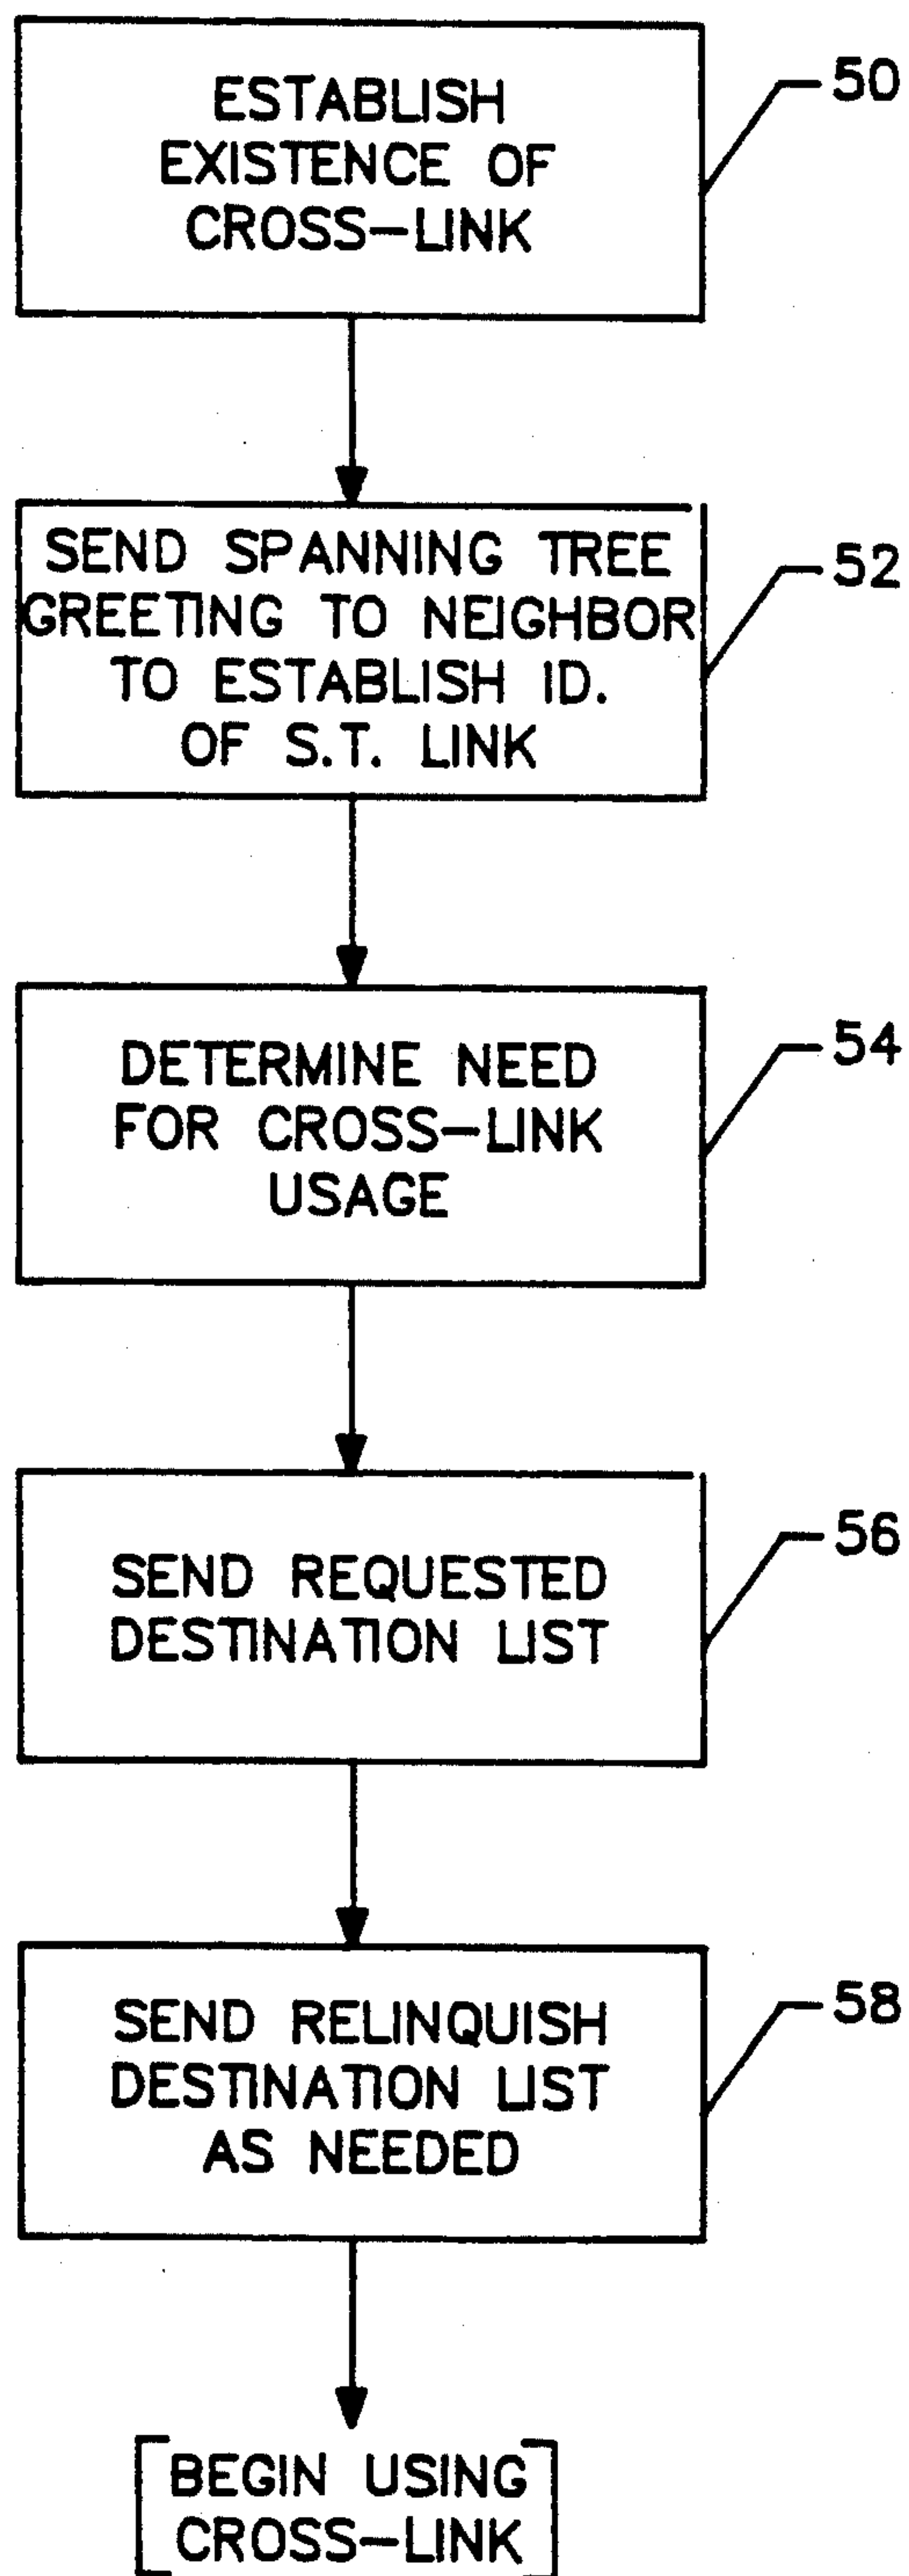 ESTABLISH
EXISTENCE OF
CROSS-LINK
50
SEND SPANNING TREE
GREETING TO NEIGHBOR
TO ESTABLISH ID.
OF S.T. LINK
52
DETERMINE NEED
FOR CROSS-LINK
USAGE
54
SEND REQUESTED
DESTINATION LIST
56
SEND RELINQUISH
DESTINATION LIST
AS NEEDED
58
[BEGIN USING
CROSS-LINK]